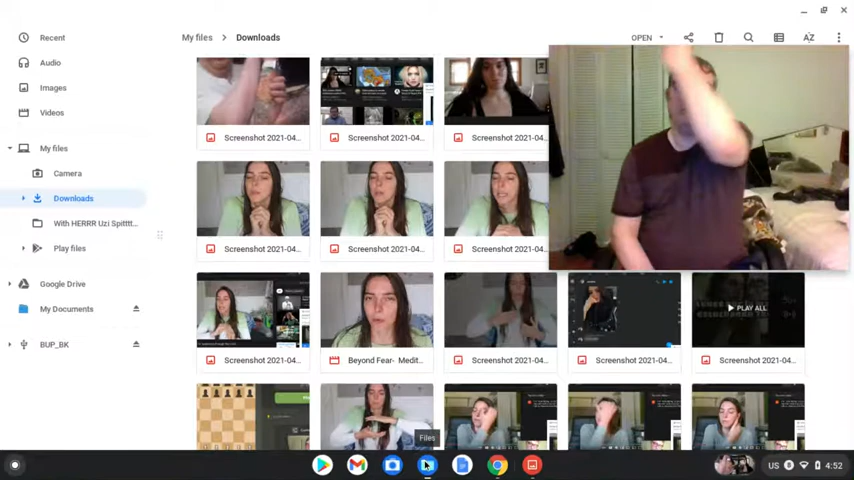 Recent
My files
Downloads
OPEN
AZ
Audio
Images
Videos
Screenshot 2021-04...
Screenshot 2021-04...
Screenshot 2021-04...
My files
Camera
Downloads
With HERRR Uzi Spitttt...
Play files
Screenshot 2021-04...
Screenshot 2021-04...
Screenshot 2021-04...
Google Drive
My Documents
BUP_BK
PLAY ALL
Screenshot 2021-04...
Beyond Fear- Medit...
Screenshot 2021-04...
Screenshot 2021-04...
Screenshot 2021-04...
Files
US
4:52